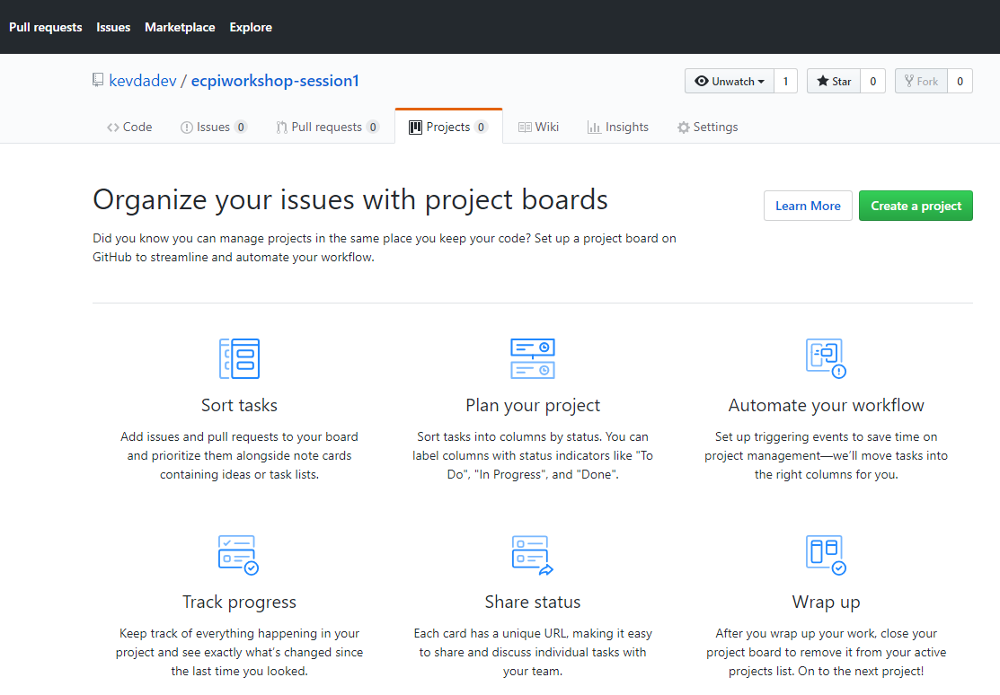 Pull requests Issues Marketplace Explore
kevdadev / ecpiworkshop-session1 Unwatch 1 Star 0 Fork 0
Code Issues 0 Pull requests 0 Projects 0 Wiki Insights Settings
Organize your issues with project boards
Learn More Create a project
Did you know you can manage projects in the same place you keep your code? Set up a project board on
GitHub to streamline and automate your workflow.
Sort tasks
Add issues and pull requests to your board
and prioritize them alongside note cards
containing ideas or task lists.
Plan your project
Sort tasks into columns by status. You can
label columns with status indicators like "To
Do", "In Progress", and "Done".
Automate your workflow
Set up triggering events to save time on
project management—we’ll move tasks into
the right columns for you.
Track progress
Keep track of everything happening in your
project and see exactly what’s changed since
the last time you looked.
Share status
Each card has a unique URL, making it easy
to share and discuss individual tasks with
your team.
Wrap up
After you wrap up your work, close your
project board to remove it from your active
projects list. On to the next project!